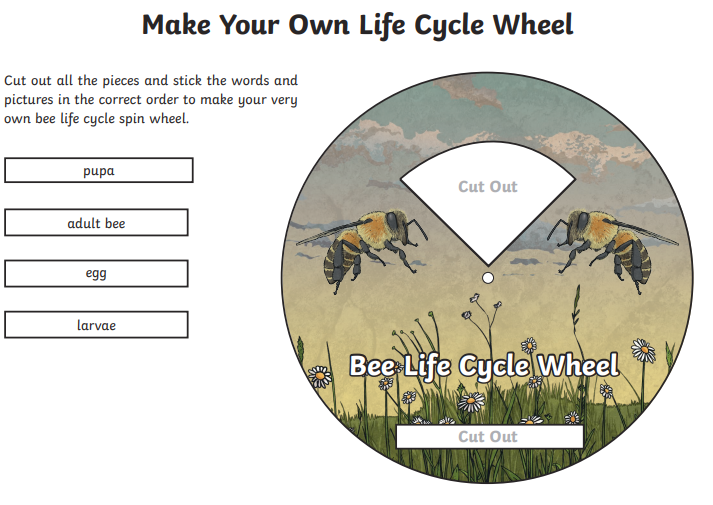 Make Your Own Life Cycle Wheel
Cut out all the pieces and stick the words and
pictures in the correct order to make your very
own bee life cycle spin wheel.
pupa
adult bee
egg
larvae
Cut Out
Bee Life Cycle Wheel
Cut Out